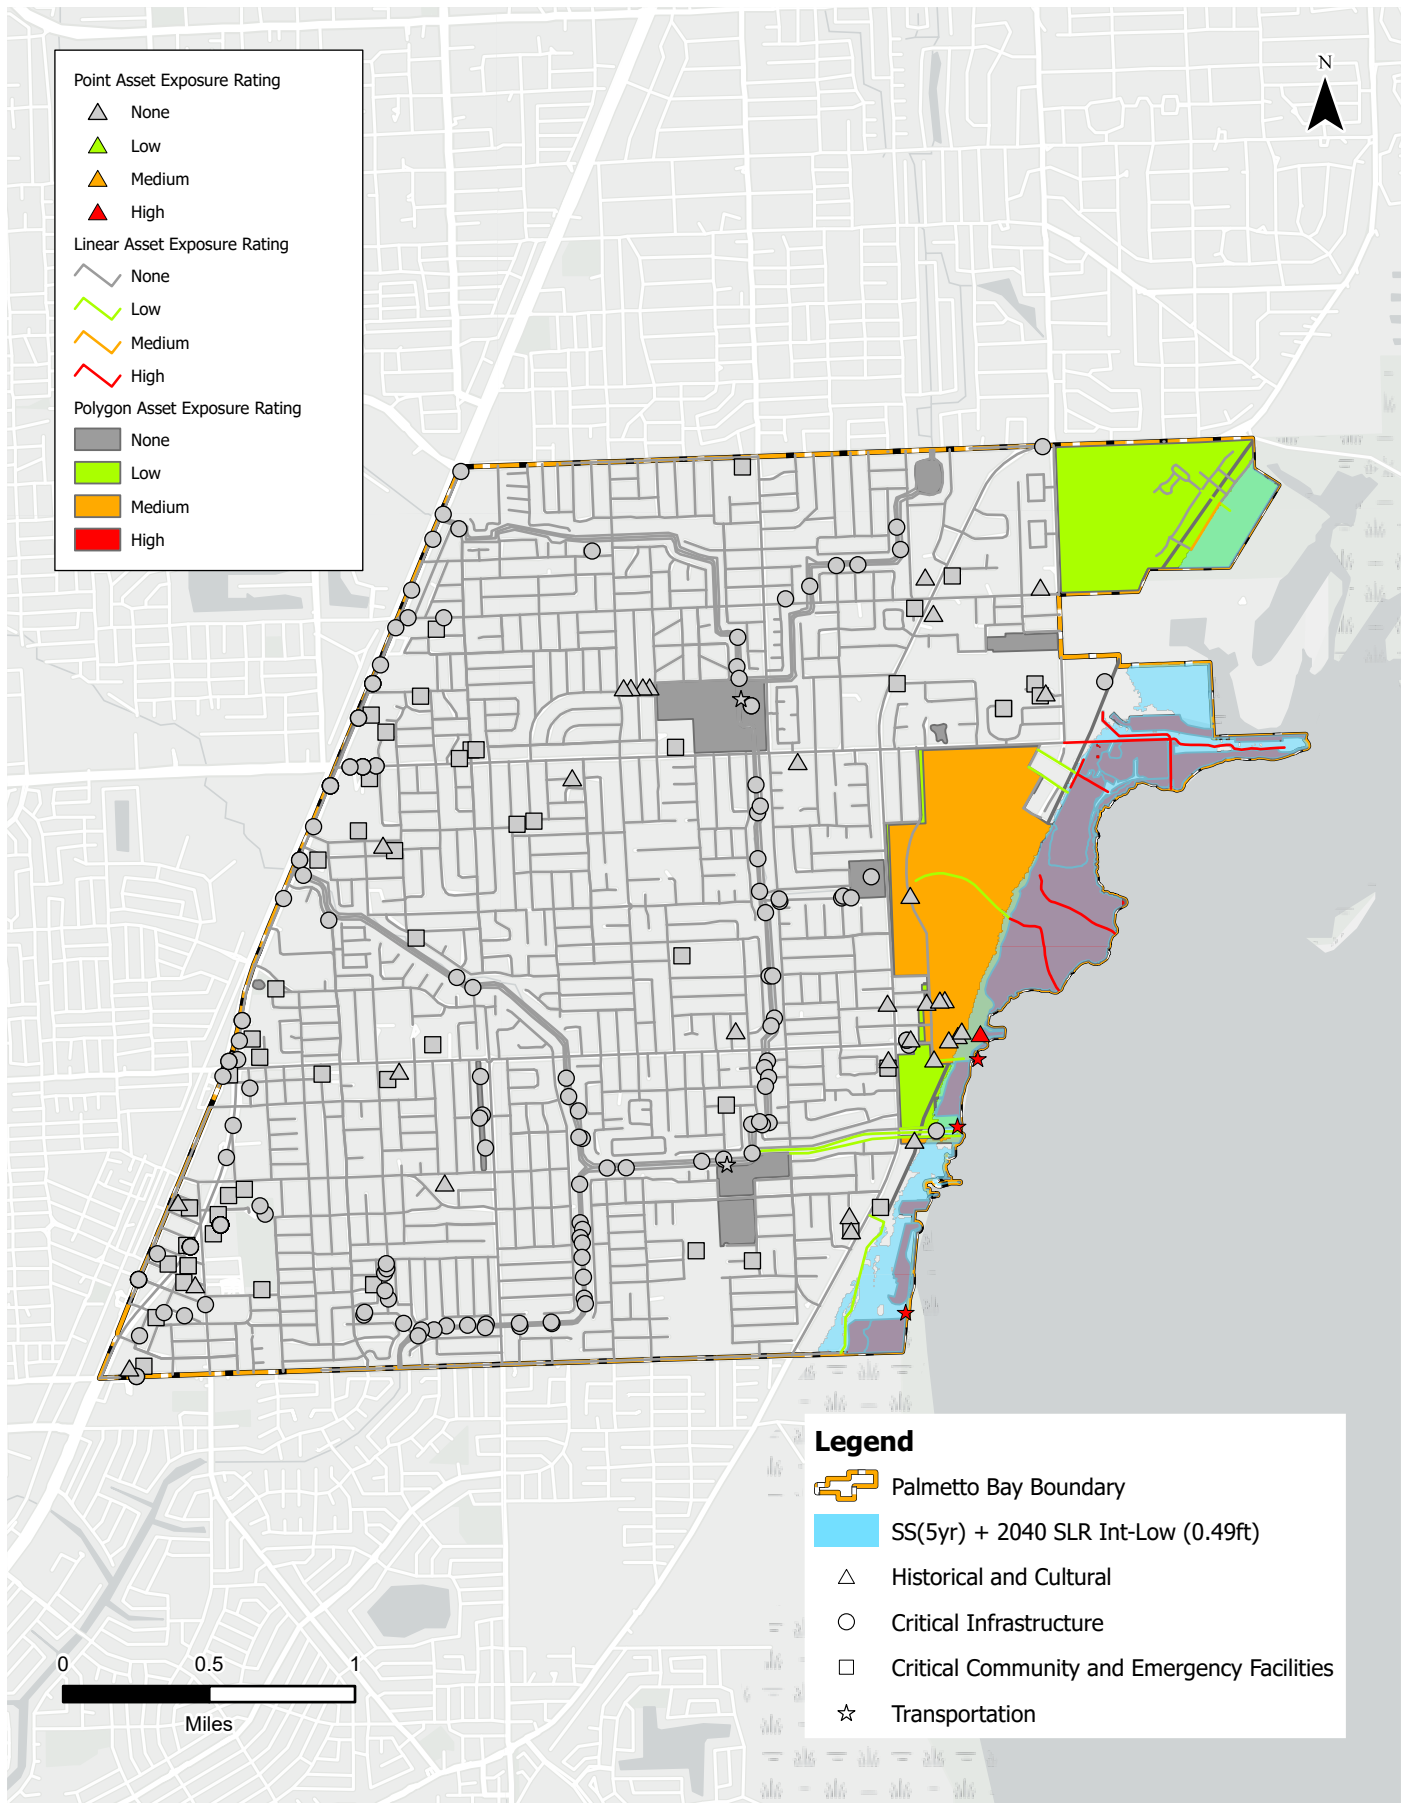 N
Point Asset Exposure Rating
None
Low
Medium
High
Linear Asset Exposure Rating
None
Low
Medium
High
Polygon Asset Exposure Rating
None
Low
Medium
High
Legend
Palmetto Bay Boundary
SS(5yr) + 2040 SLR Int-Low (0.49ft)
Historical and Cultural
Critical Infrastructure
Critical Community and Emergency Facilities
Transportation
0 0.5 1
Miles